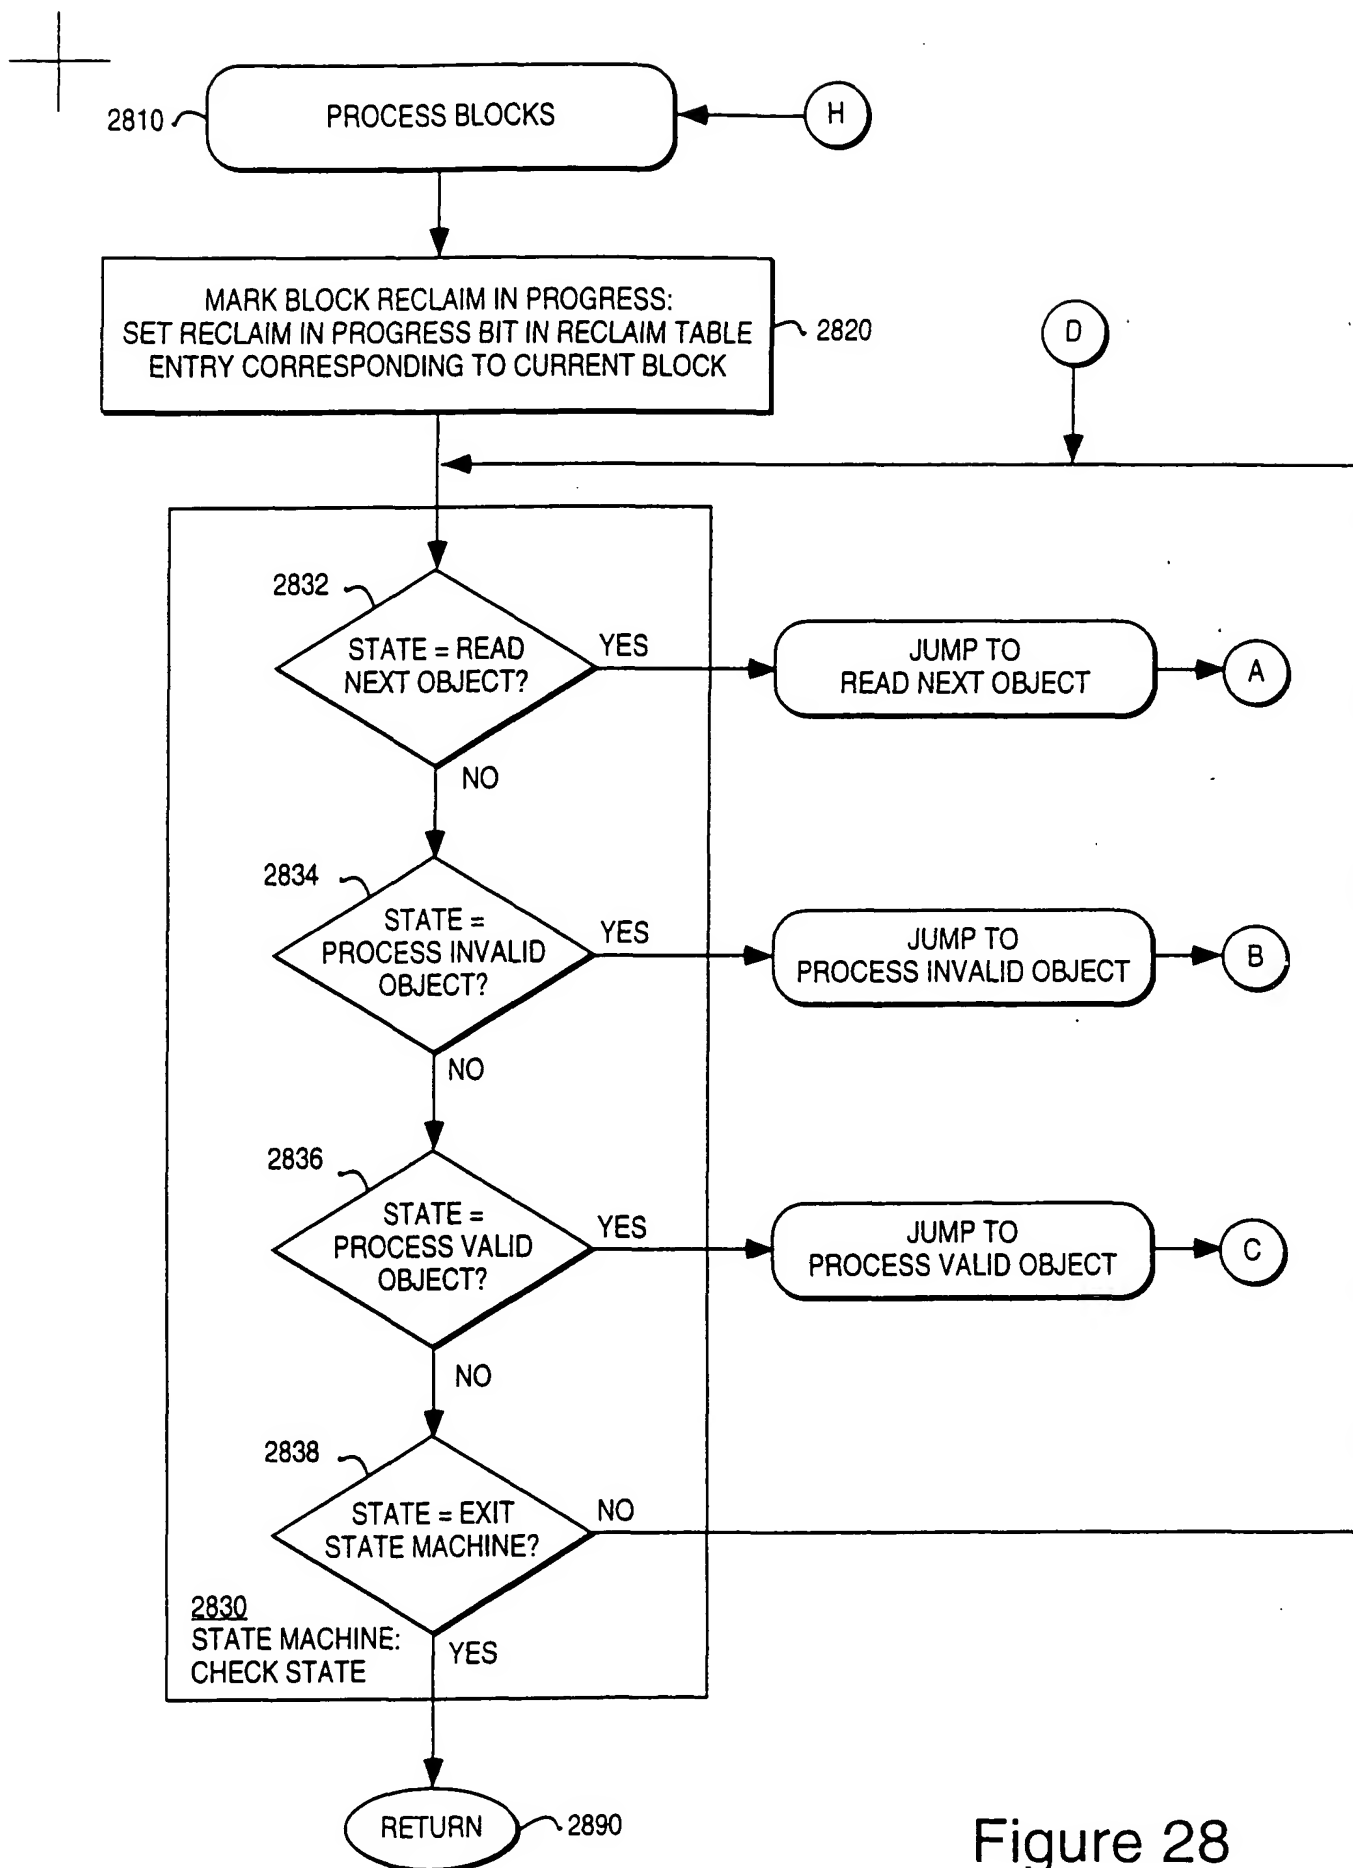 2810
PROCESS BLOCKS
H
MARK BLOCK RECLAIM IN PROGRESS:
SET RECLAIM IN PROGRESS BIT IN RECLAIM TABLE
ENTRY CORRESPONDING TO CURRENT BLOCK
2820
D
2832
STATE = READ
NEXT OBJECT?
YES
JUMP TO
READ NEXT OBJECT
A
NO
2834
STATE =
PROCESS INVALID
OBJECT?
YES
JUMP TO
PROCESS INVALID OBJECT
B
NO
2836
STATE =
PROCESS VALID
OBJECT?
YES
JUMP TO
PROCESS VALID OBJECT
C
NO
2838
STATE = EXIT
STATE MACHINE?
NO
2830
STATE MACHINE:
CHECK STATE
YES
RETURN
2890
Figure 28